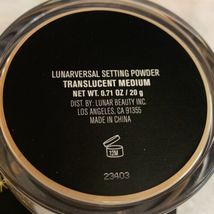 LUNARVERSAL SETTING POWDER
TRANSLUCENT MEDIUM
NET WT. 0.71 OZ / 20 g
DIST. BY: LUNAR BEAUTY INC.
LOS ANGELES, CA 91355
MADE IN CHINA
12M
23403